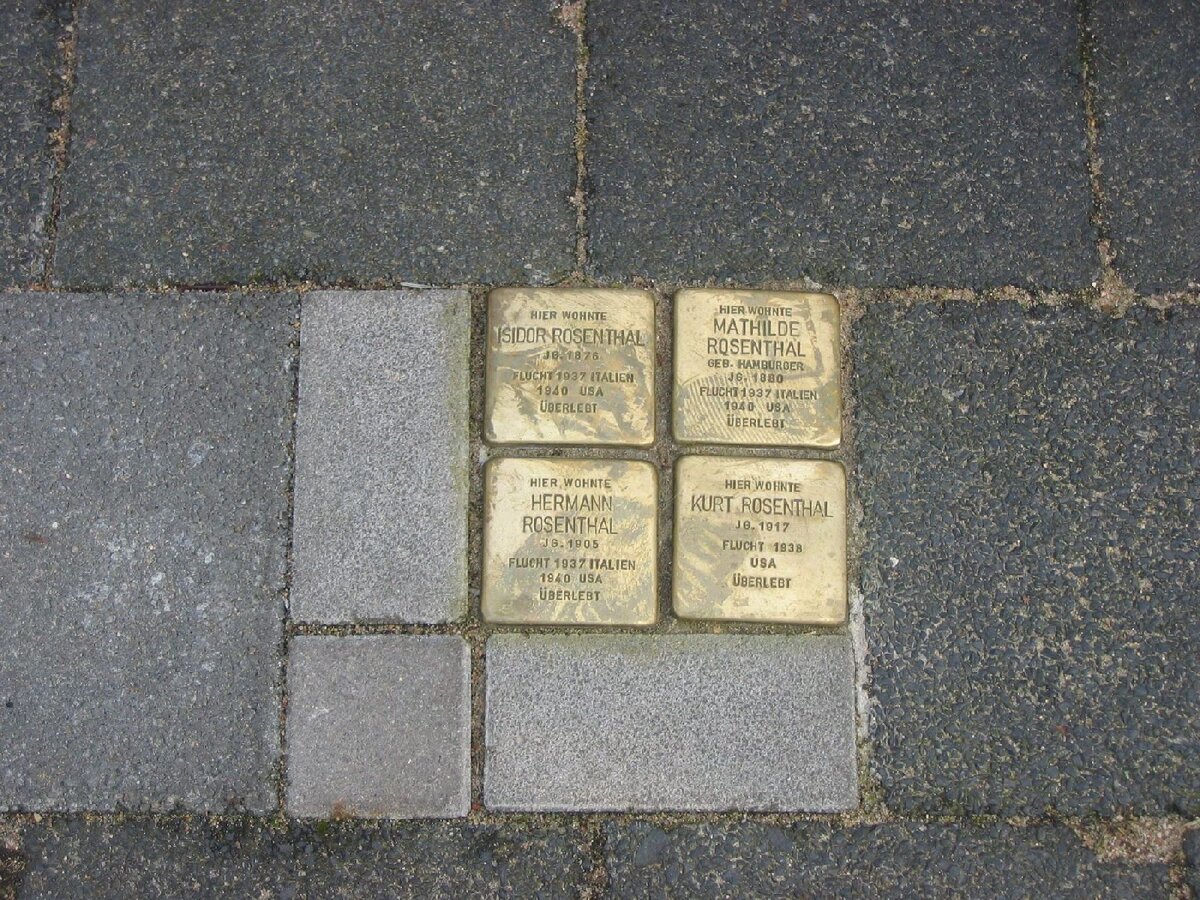 HIER WOHNTE
ISIDOR ROSENTHAL
JG. 1876
FLUCHT 1937 ITALIEN
1940 USA
ÜBERLEBT
HIER WOHNTE
MATHILDE
ROSENTHAL
GEB. HAMBURGER
JG. 1880
FLUCHT 1937 ITALIEN
1940 USA
ÜBERLEBT
HIER WOHNTE
HERMANN
ROSENTHAL
JG. 1905
FLUCHT 1937 ITALIEN
1940 USA
ÜBERLEBT
HIER WOHNTE
KURT ROSENTHAL
JG. 1917
FLUCHT 1938
USA
ÜBERLEBT